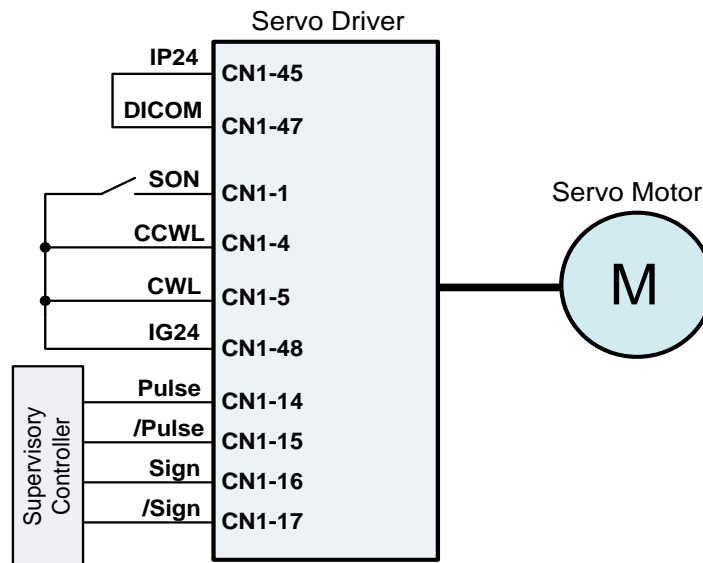 Servo Driver
IP24 CN1-45
DICOM CN1-47
SON CN1-1
CCWL CN1-4
CWL CN1-5
IG24 CN1-48
Pulse CN1-14
/Pulse CN1-15
Sign CN1-16
/Sign CN1-17
Supervisory
Controller
Servo Motor
M